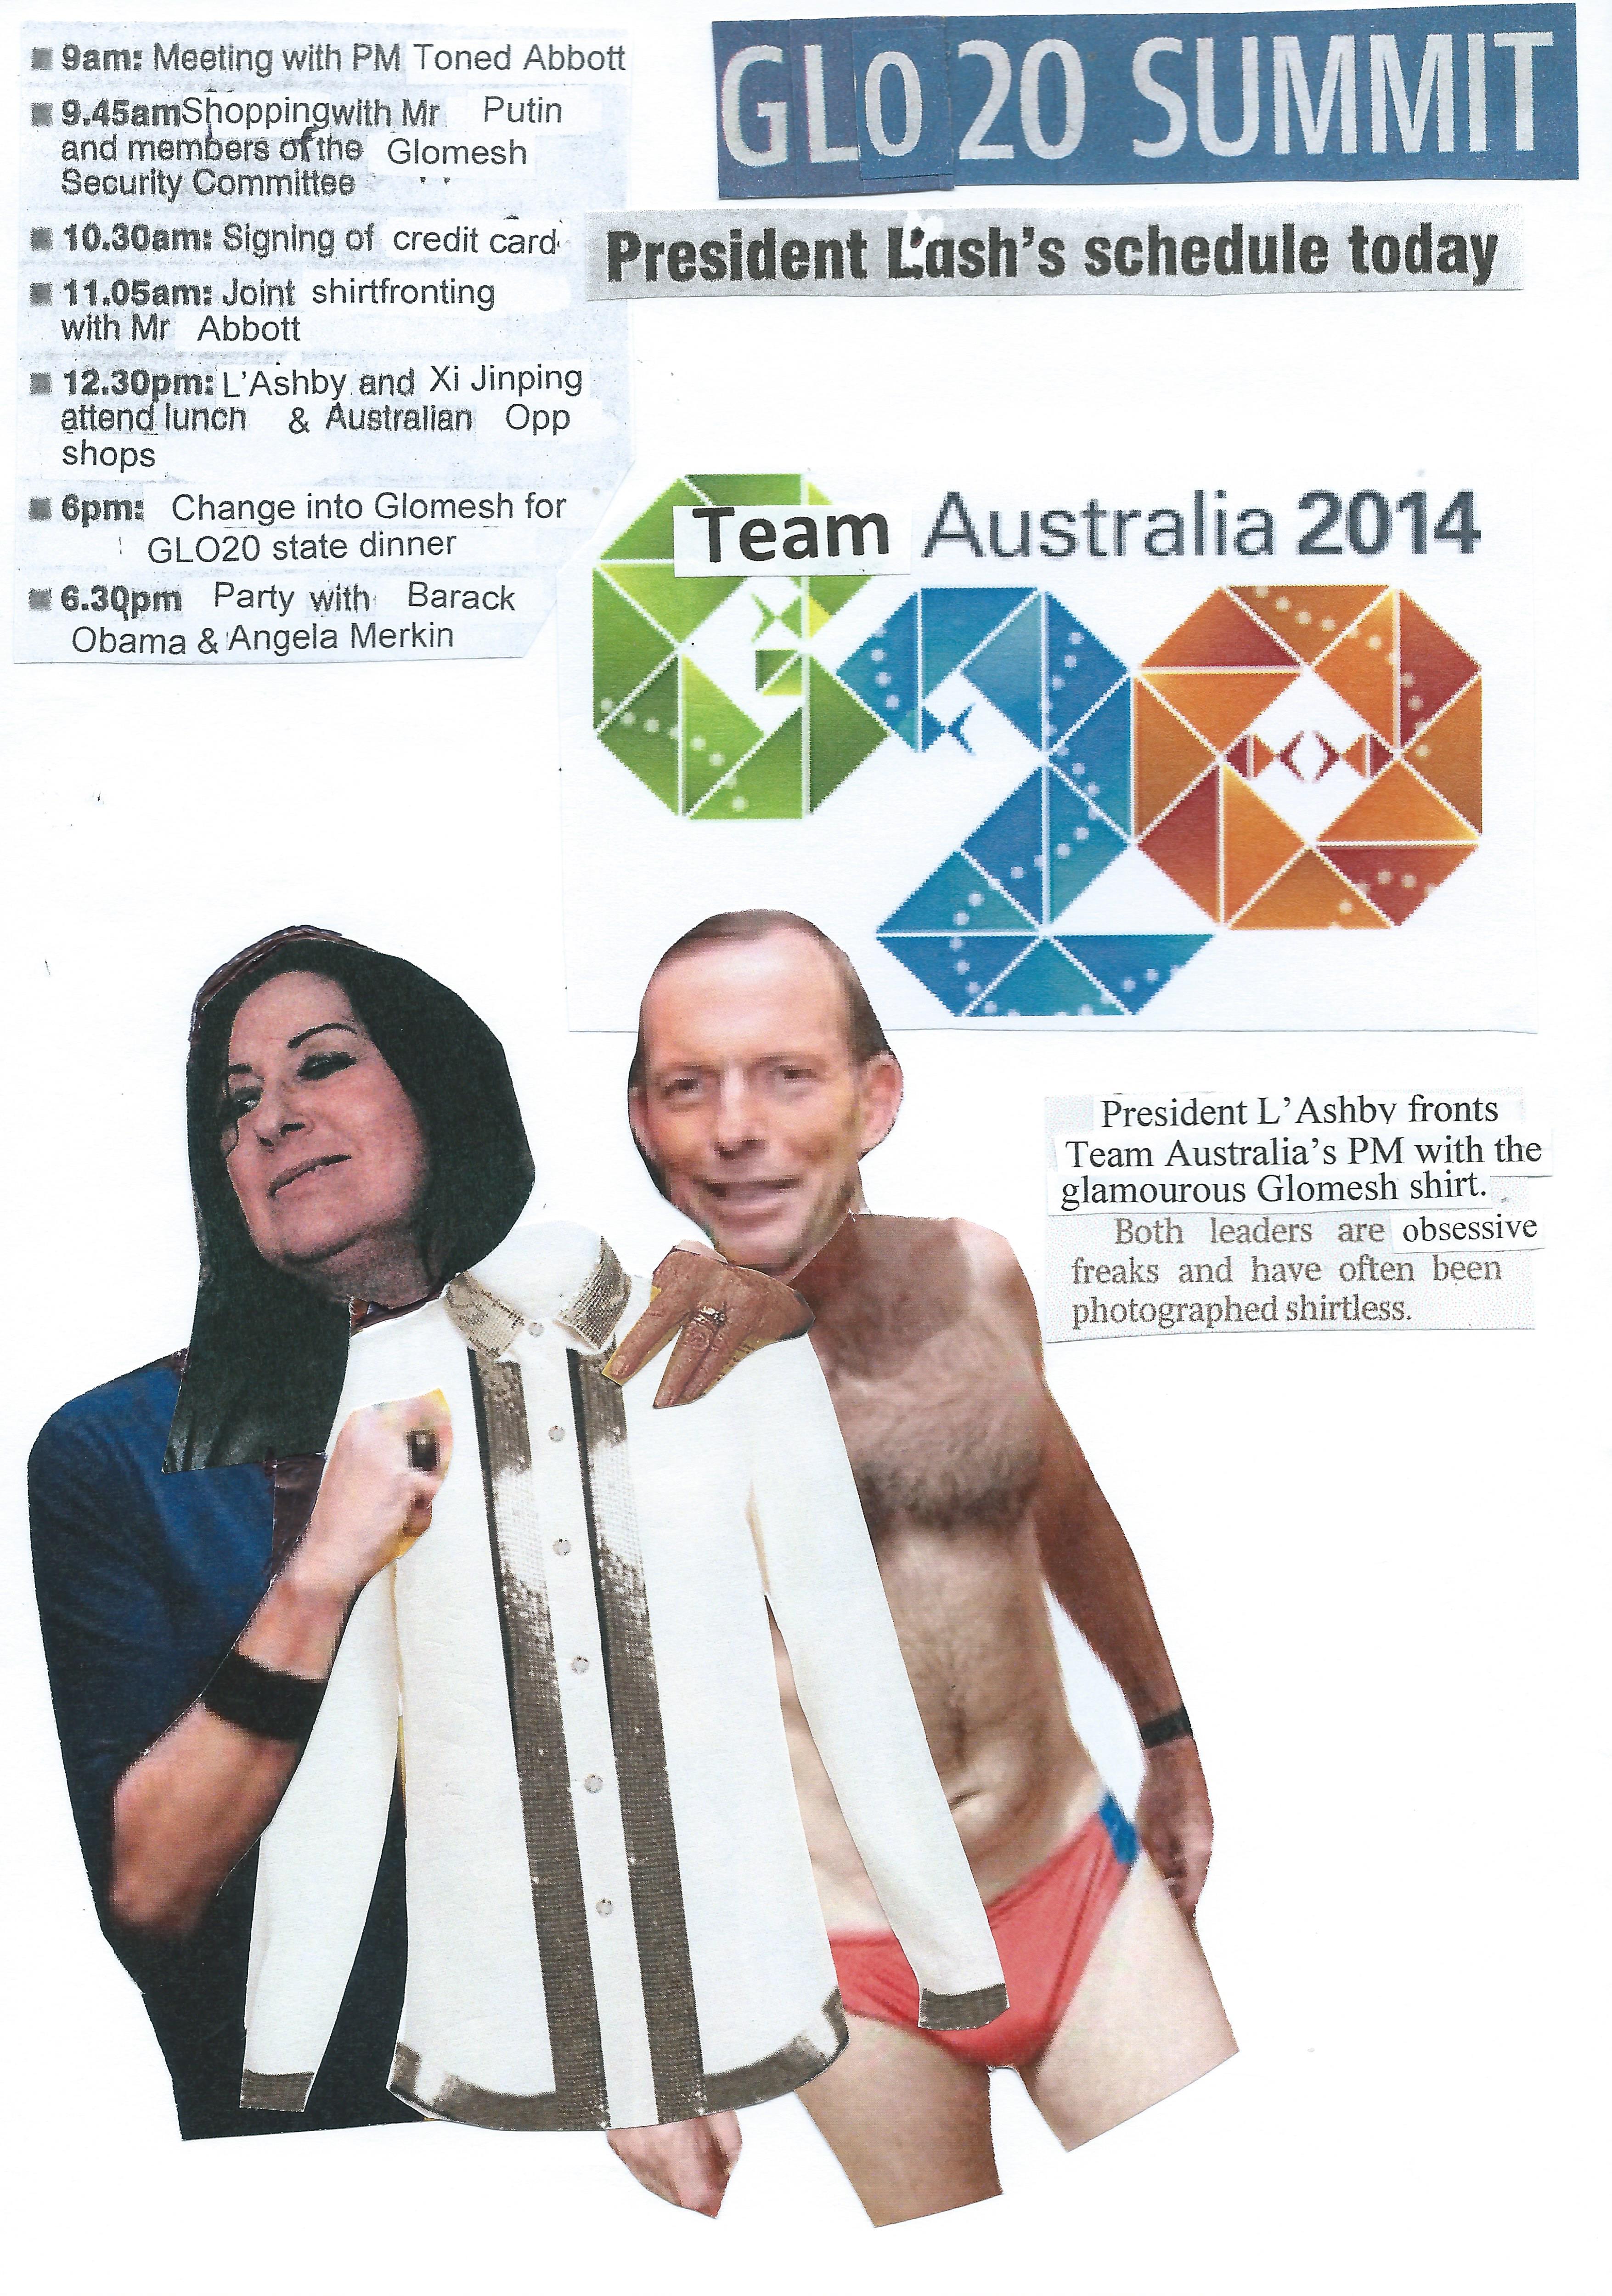 GLO 20 SUMMIT
President L'ash's schedule today
■ 9am: Meeting with PM Toned Abbott
■ 9.45am Shopping with Mr Putin
and members of the Glomesh
Security Committee
■ 10.30am: Signing of credit card
■ 11.05am: Joint shirtfronting
with Mr Abbott
■ 12.30pm: L'Ashby and Xi Jinping
attend lunch & Australian Opp
shops
■ 6pm: Change into Glomesh for
GLO20 state dinner
■ 6.30pm Party with Barack
Obama & Angela Merkin
Team Australia 2014
G20
President L'Ashby fronts
Team Australia's PM with the
glamourous Glomesh shirt.
Both leaders are obsessive
freaks and have often been
photographed shirtless.